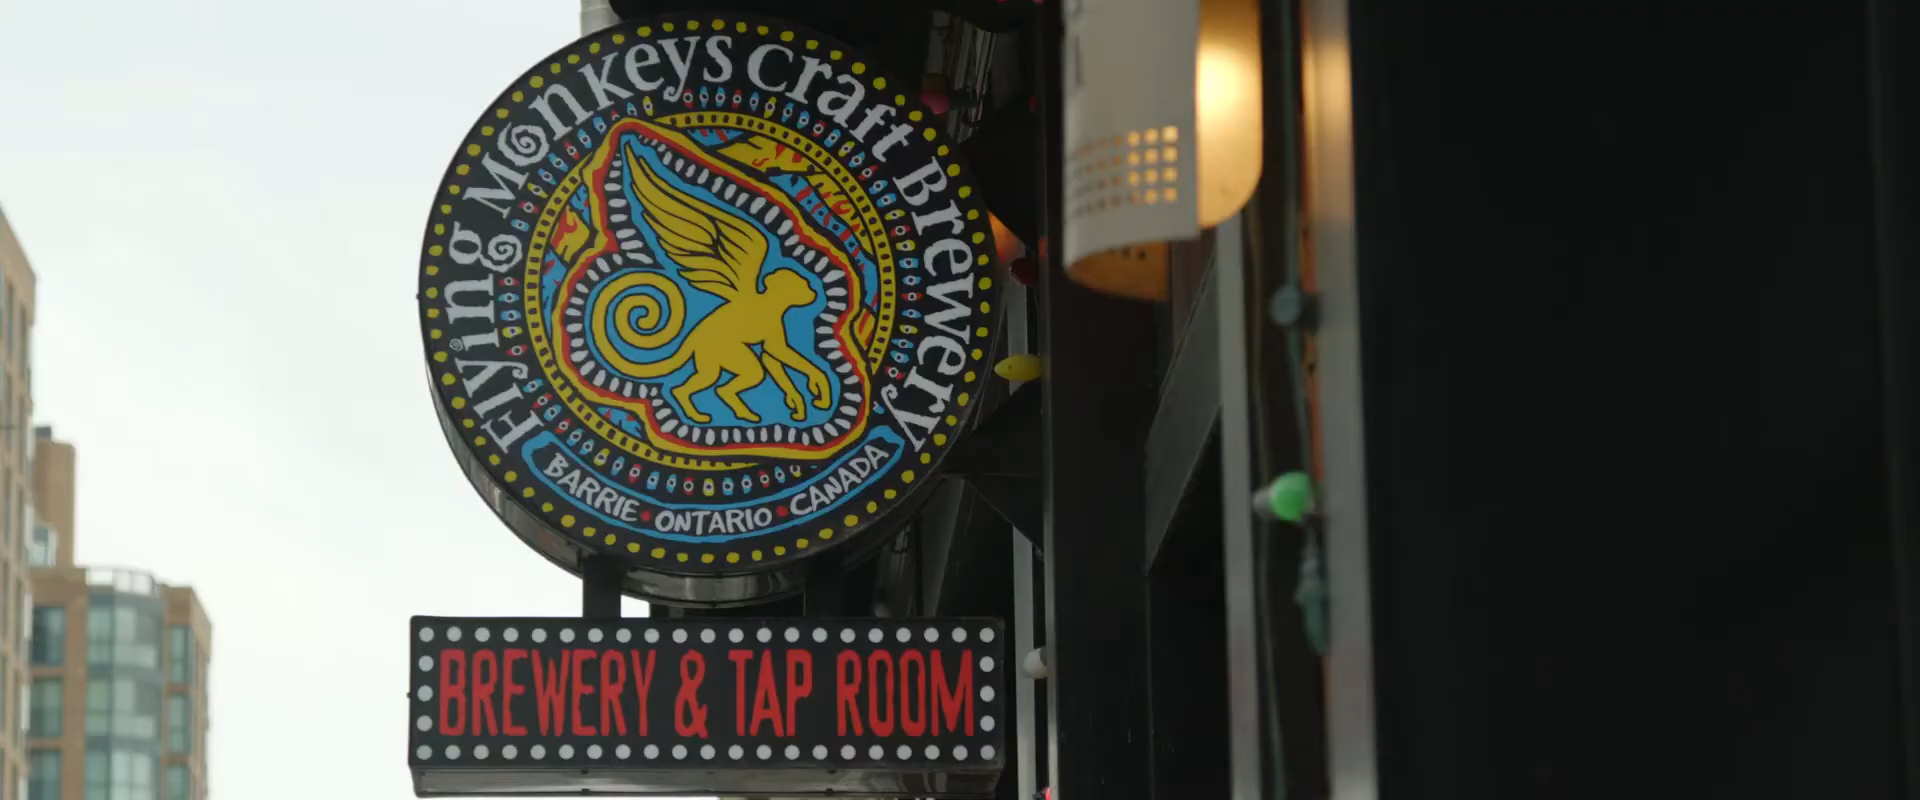 Flying Monkeys Craft Brewery
BARRIE • ONTARIO • CANADA
BREWERY & TAP ROOM